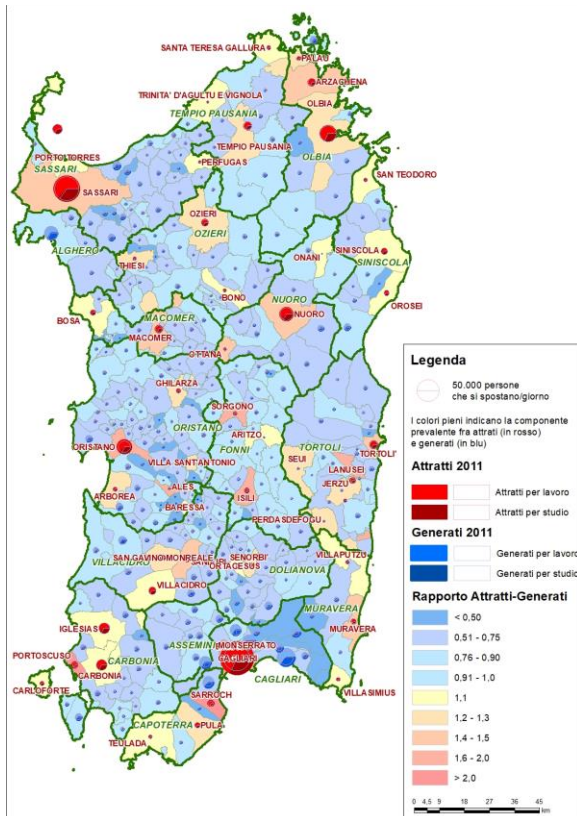 SANTA TERESA GALLURA
PALAU
ARZACHENA
TRINITA' D'AGULTU E VIGNOLA
OLBIA
TEMPIO PAUSANIA
TEMPIO PAUSANIA
PORTO TORRES
PERFUGAS
OLBIA
SASSARI
SASSARI
SAN TEODORO
OZIERI
OZIERI
ALGHERO
THIESI
ONANI
SINISCOLA
SINISCOLA
BONO
NUORO
OROSEI
BOSA
MACOMER
NUORO
MACOMER
OTTANA
GHILARZA
SORGONO
ORISTANO
ARITZO
ORISTANO
FONNI
TORTOLI
VILLA SANT'ANTONIO
SEUI
TORTOLI'
LANUSEI
ALES
ARBOREA
ISILI
JERZU
BARESSA
PERDASDEFOGU
SAN GAVINO MONREALE
SENORBI'
VILLAPUTZU
VILLACIDRO
ORTACESUS
DOLIANOVA
VILLACIDRO
MURAVERA
IGLESIAS
ASSEMINI
MONSERRATO
MURAVERA
PORTOSCUSO
CARBONIA
CAGLIARI
CARBONIA
CAGLIARI
CARLOFORTE
SARROCH
VILLASIMIUS
CAPOTERRA
PULA
TEULADA
Legenda
50.000 persone
che si spostano/giorno
I colori pieni indicano la componente
prevalente fra attratti (in rosso)
e generati (in blu)
Attratti 2011
Attratti per lavoro
Attratti per studio
Generati 2011
Generati per lavoro
Generati per studio
Rapporto Attratti-Generati
< 0,50
0,51 - 0,75
0,76 - 0,90
0,91 - 1,0
1,1
1,2 - 1,3
1,4 - 1,5
1,6 - 2,0
> 2,0
0 4,5 9 18 27 36 45
km